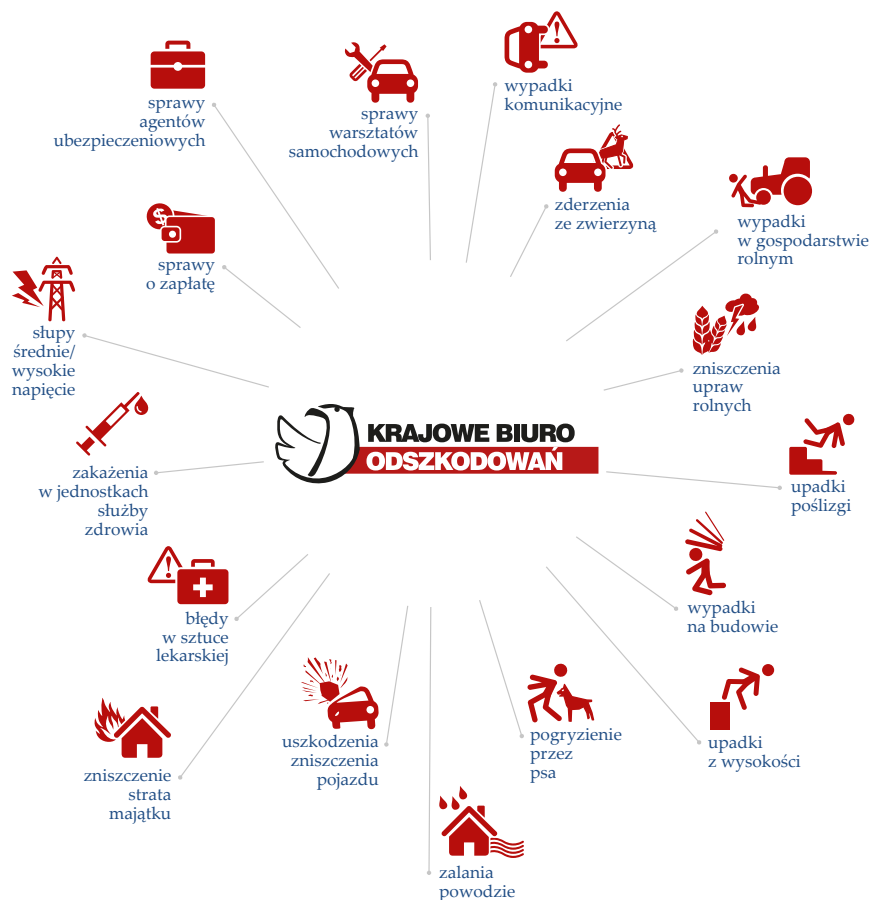 wypadki
komunikacyjne
sprawy
agentów
ubezpieczeniowych
sprawy
warsztatów
samochodowych
zderzenia
ze zwierzyną
wypadki
w gospodarstwie
rolnym
$
sprawy
o zapłatę
słupy
średnie/
wysokie
napięcie
zniszczenia
upraw
rolnych
KRAJOWE BIURO
ODSZKODOWAŃ
zakażenia
w jednostkach
służby
zdrowia
upadki
poślizgi
wypadki
na budowie
błędy
w sztuce
lekarskiej
uszkodzenia
zniszczenia
pojazdu
pogryzienie
przez
psa
upadki
z wysokości
zniszczenie
strata
majątku
zalania
powodzie